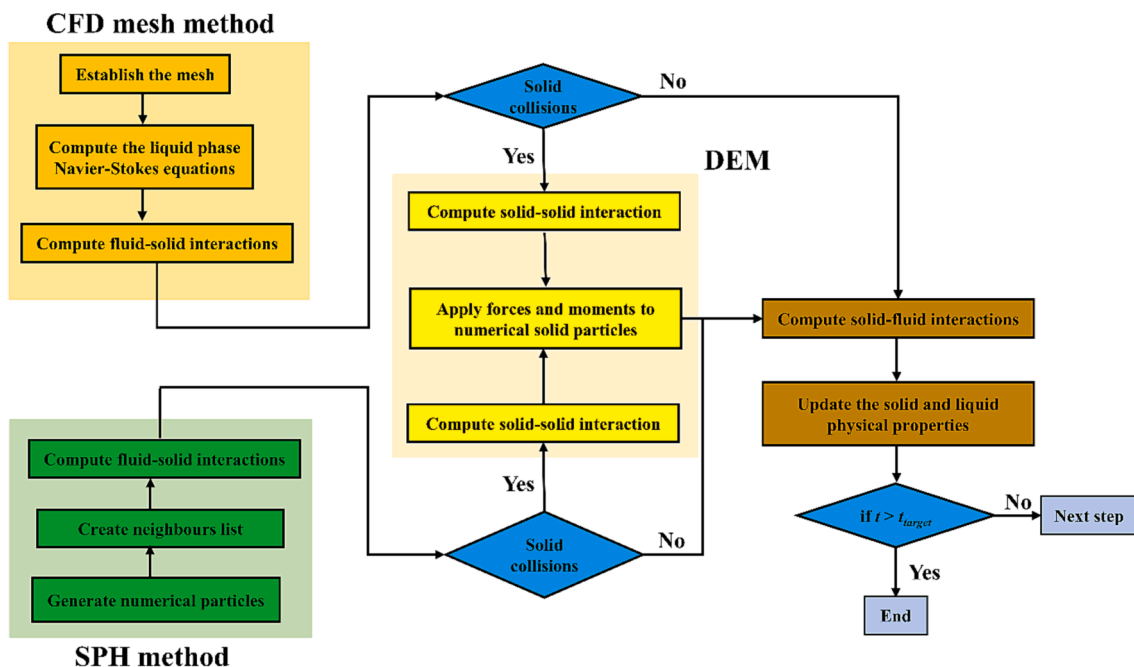 CFD mesh method
Establish the mesh
Compute the liquid phase
Navier-Stokes equations
Compute fluid-solid interactions
Solid
collisions
No
Yes
DEM
Compute solid-solid interaction
Apply forces and moments to
numerical solid particles
Compute solid-solid interaction
Yes
Solid
collisions
No
Compute fluid-solid interactions
Create neighbours list
Generate numerical particles
SPH method
Compute solid-fluid interactions
Update the solid and liquid
physical properties
if t > t_target
No
Next step
Yes
End